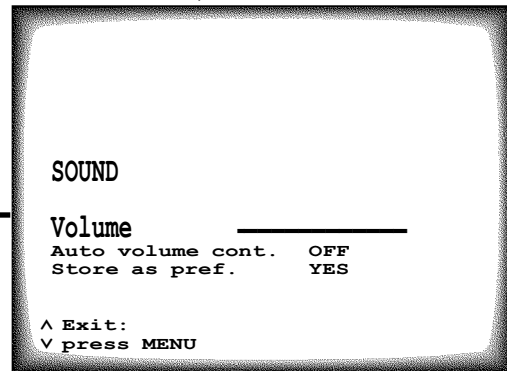 SOUND
Volume
Auto volume cont. OFF
Store as pref. YES
∧ Exit:
∨ press MENU